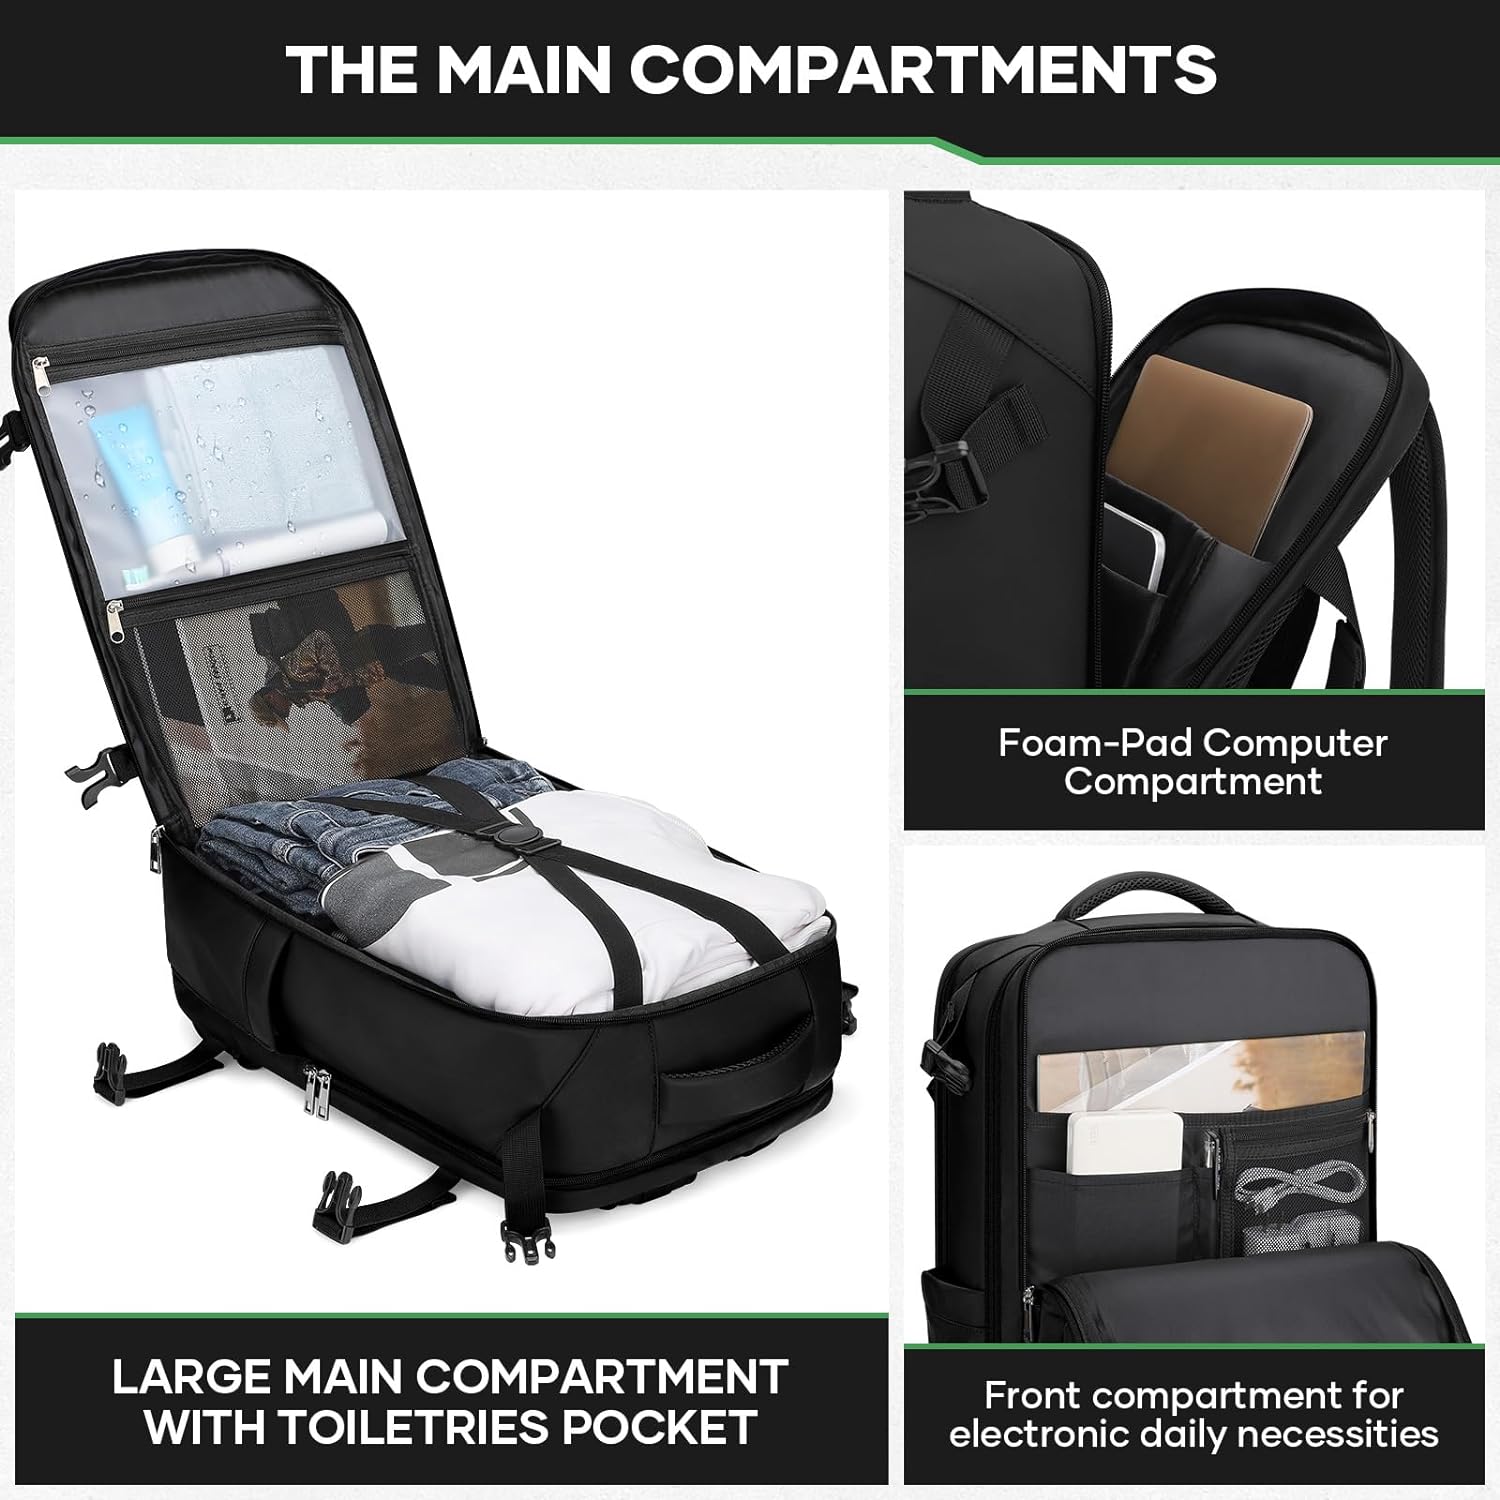 THE MAIN COMPARTMENTS
Foam-Pad Computer
Compartment
LARGE MAIN COMPARTMENT
WITH TOILETRIES POCKET
Front compartment for
electronic daily necessities